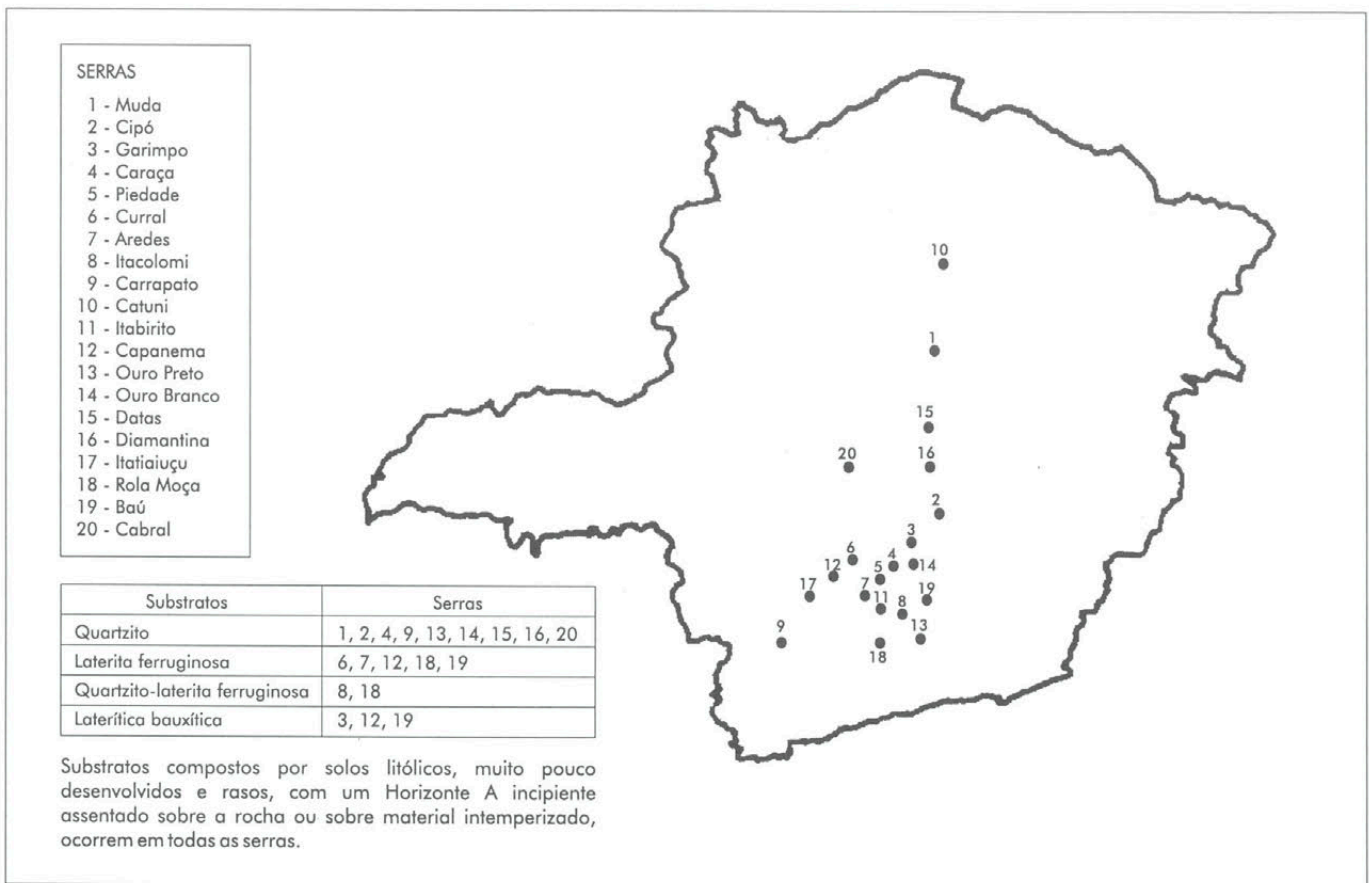 SERRAS
1 - Muda
2 - Cipó
3 - Garimpo
4 - Caraça
5 - Piedade
6 - Curral
7 - Aredes
8 - Itacolomi
9 - Carrapato
10 - Catuni
11 - Itabirito
12 - Capanema
13 - Ouro Preto
14 - Ouro Branco
15 - Datas
16 - Diamantina
17 - Itatiaiuçu
18 - Rola Moça
19 - Baú
20 - Cabral
10
1
15
20 16
2
3
6 4 14
12 5
17 7 19
11 8
9 13
18
Substratos Serras
Quartzito 1, 2, 4, 9, 13, 14, 15, 16, 20
Laterita ferruginosa 6, 7, 12, 18, 19
Quartzito-laterita ferruginosa 8, 18
Laterítica bauxítica 3, 12, 19
Substratos compostos por solos litólicos, muito pouco
desenvolvidos e rasos, com um Horizonte A incipiente
assentado sobre a rocha ou sobre material intemperizado,
ocorrem em todas as serras.